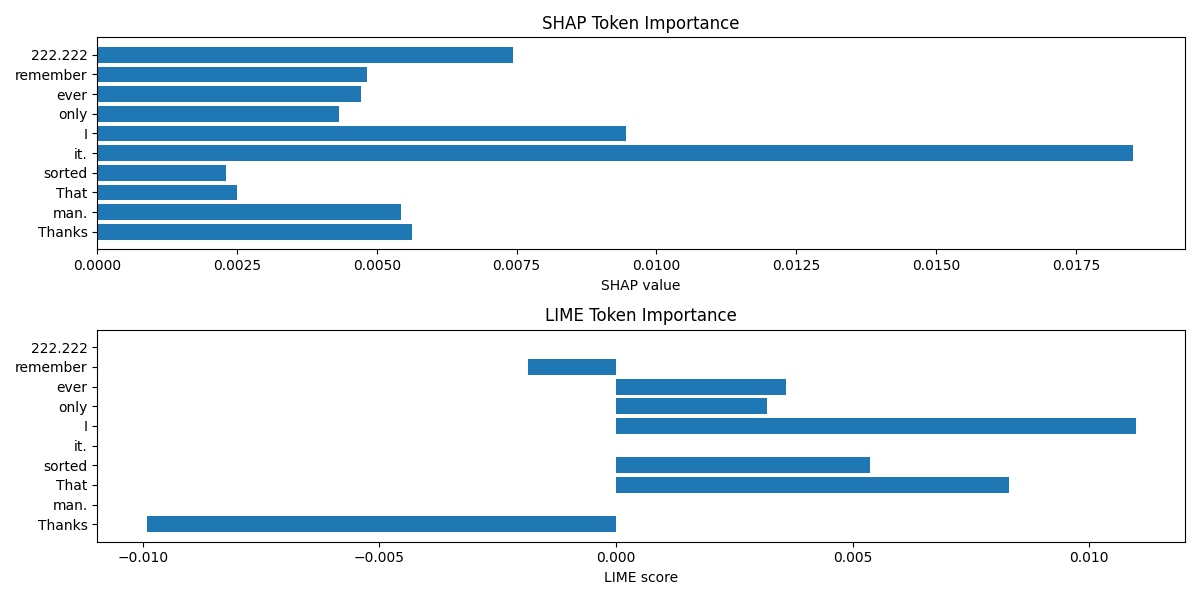 SHAP Token Importance
222.222
remember
ever
only
I
it.
sorted
That
man.
Thanks
0.0000 0.0025 0.0050 0.0075 0.0100 0.0125 0.0150 0.0175
SHAP value
LIME Token Importance
222.222
remember
ever
only
I
it.
sorted
That
man.
Thanks
−0.010 −0.005 0.000 0.005 0.010
LIME score